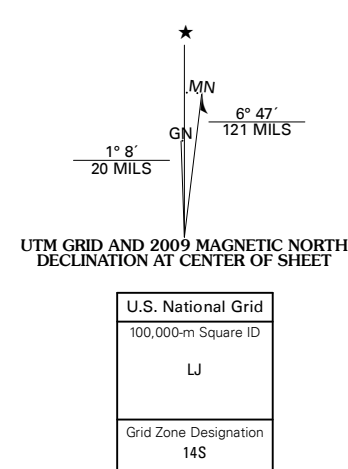 ★
MN
6° 47´
121 MILS
GN
1° 8´
20 MILS
UTM GRID AND 2009 MAGNETIC NORTH
DECLINATION AT CENTER OF SHEET
U.S. National Grid
100,000-m Square ID
LJ
Grid Zone Designation
14S